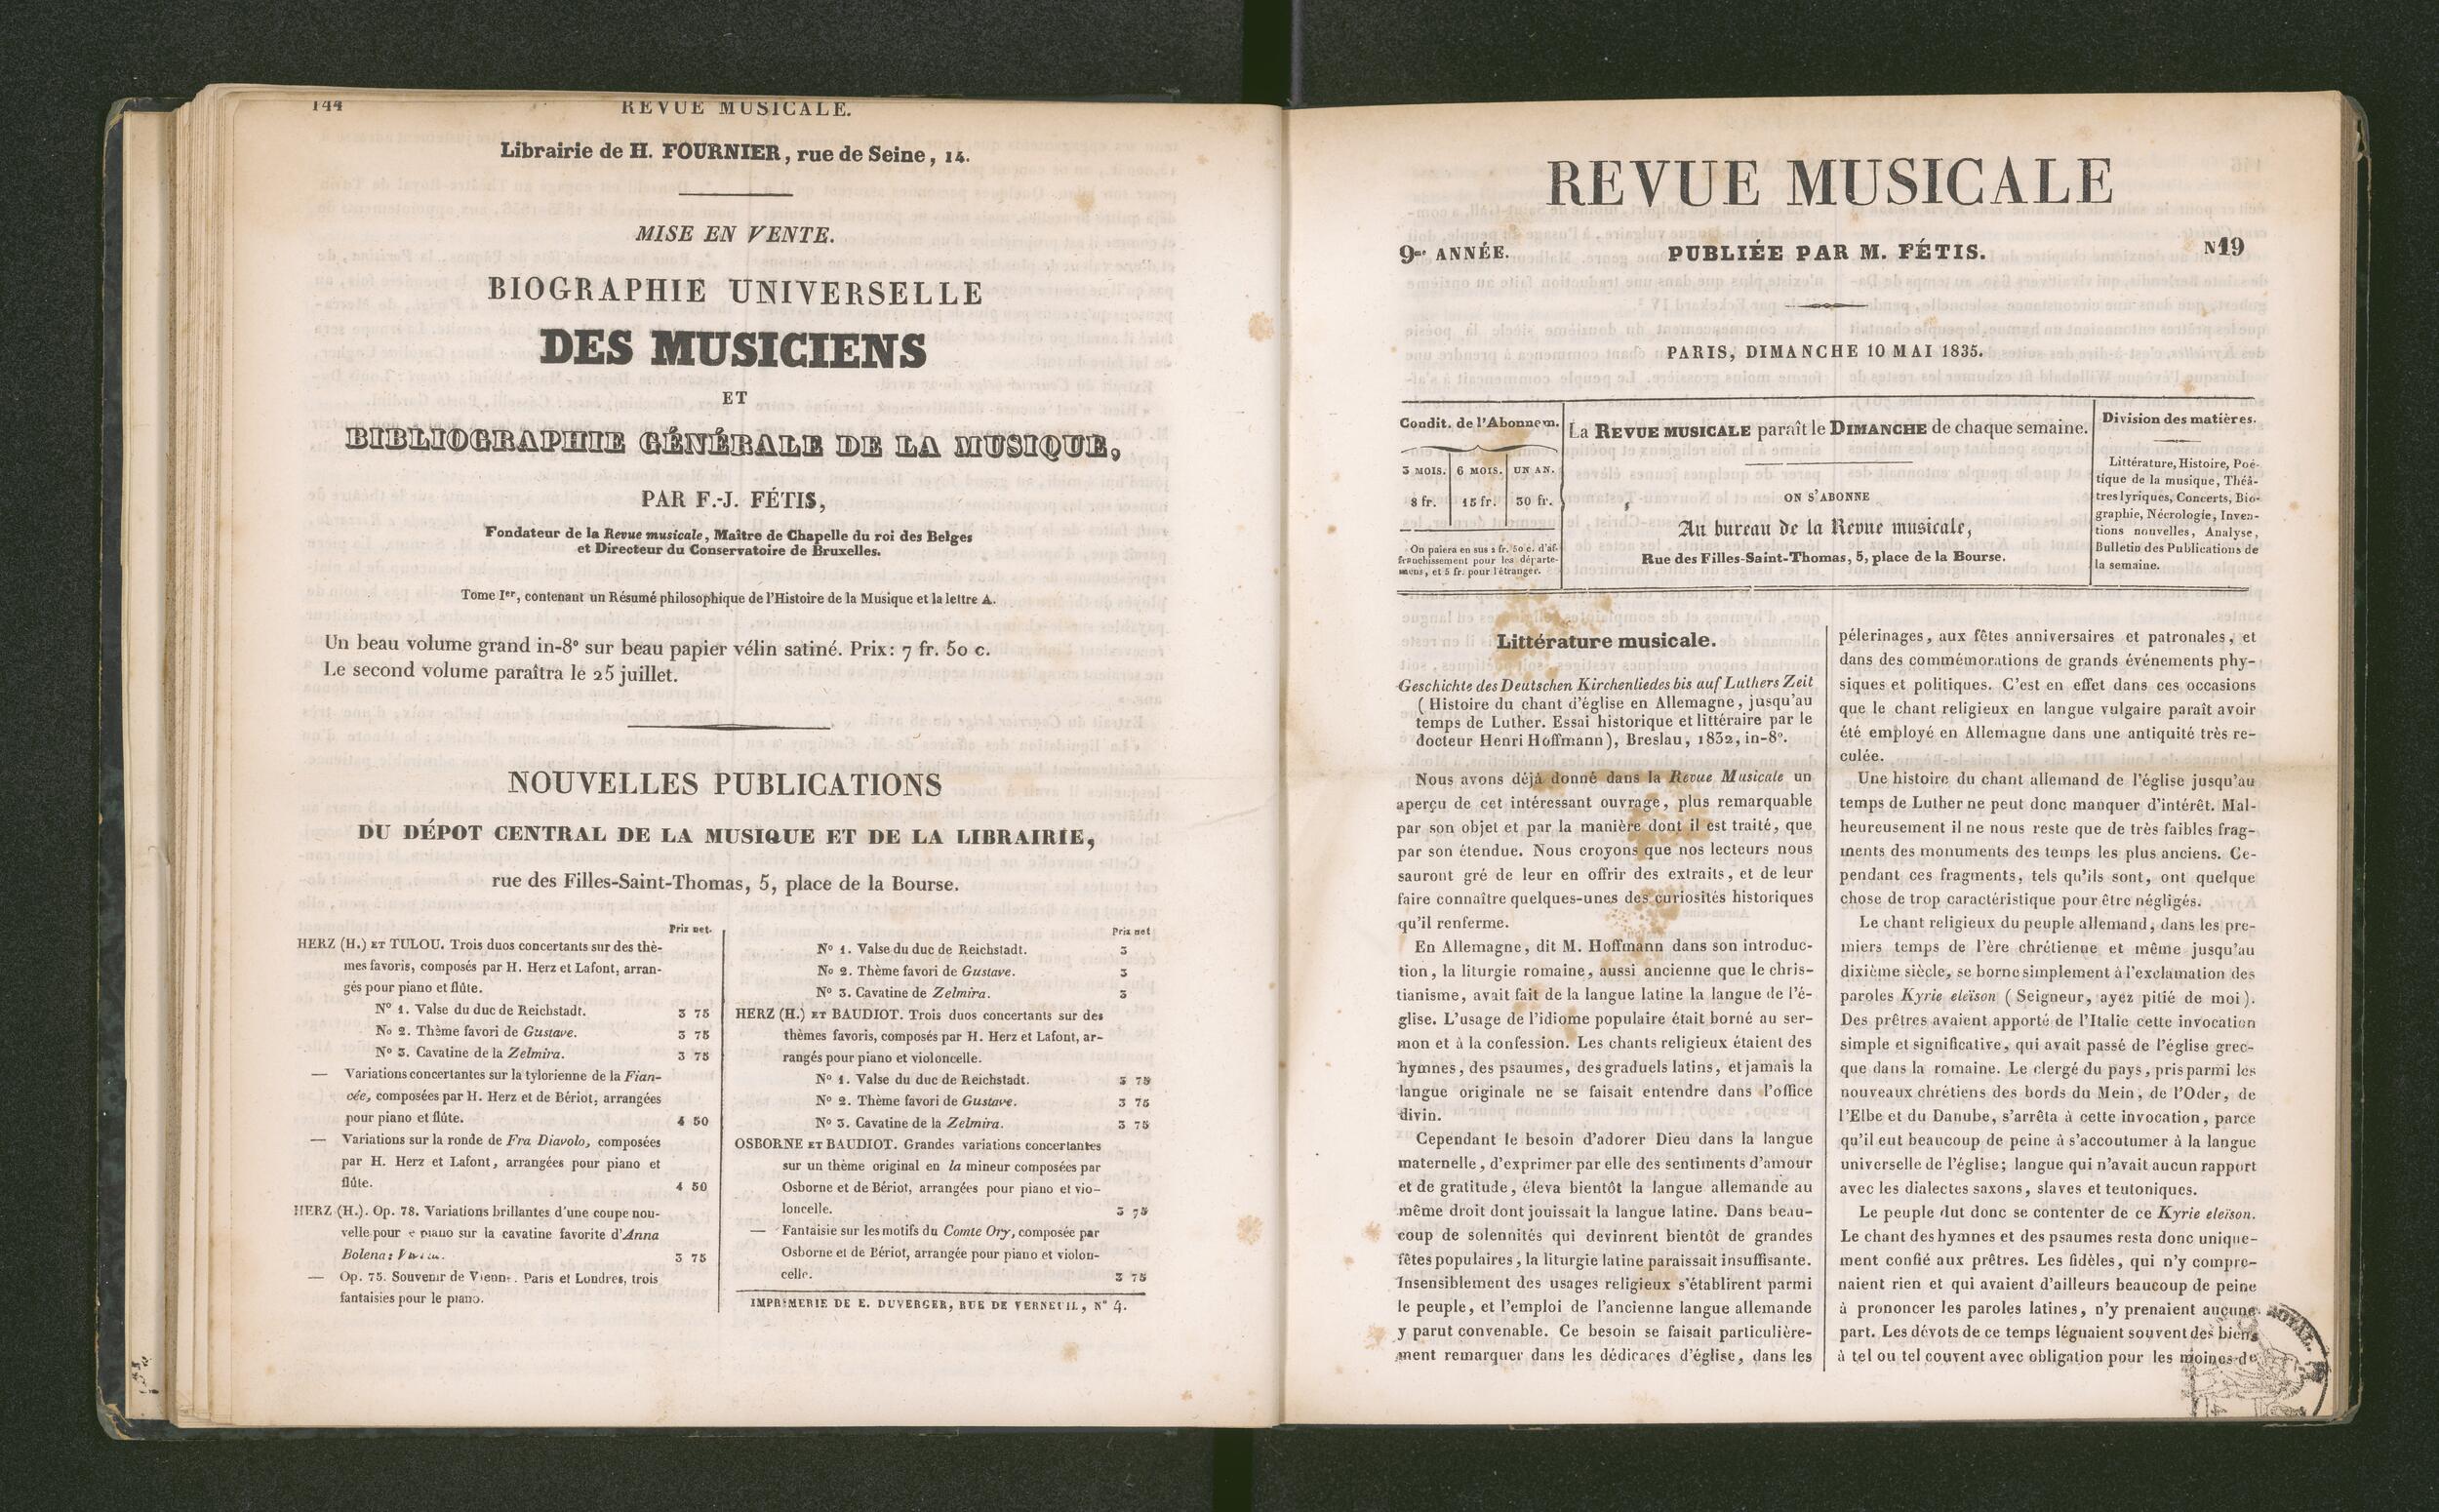 144
REVUE MUSICALE.
Librairie de H. FOURNIER, rue de Seine, 14.
MISE EN VENTE.
BIOGRAPHIE UNIVERSELLE
DES MUSICIENS
ET
BIBLIOGRAPHIE GÉNÉRALE DE LA MUSIQUE,
PAR F.-J. FÉTIS,
Fondateur de la Revue musicale, Maître de Chapelle du roi des Belges
et Directeur du Conservatoire de Bruxelles.
Tome Ier, contenant un Résumé philosophique de l'Histoire de la Musique et la lettre A.
Un beau volume grand in-8° sur beau papier vélin satiné. Prix: 7 fr. 50 c.
Le second volume paraîtra le 25 juillet.
NOUVELLES PUBLICATIONS
DU DÉPOT CENTRAL DE LA MUSIQUE ET DE LA LIBRAIRIE,
rue des Filles-Saint-Thomas, 5, place de la Bourse.
Prix net.
HERZ (H.) ET TULOU. Trois duos concertants sur des thè-
mes favoris, composés par H. Herz et Lafont, arran-
gés pour piano et flûte.
N° 1. Valse du duc de Reichstadt. 3 75
No 2. Thème favori de Gustave. 3 75
N° 3. Cavatine de la Zelmira. 3 75
— Variations concertantes sur la tylorienne de la Fian-
cée, composées par H. Herz et de Bériot, arrangées
pour piano et flûte. 4 50
— Variations sur la ronde de Fra Diavolo, composées
par H. Herz et Lafont, arrangées pour piano et
flûte. 4 50
HERZ (H.). Op. 78. Variations brillantes d'une coupe nou-
velle pour piano sur la cavatine favorite d'Anna
Bolena: 3 75
— Op. 75. Souvenir de Vienne. Paris et Londres, trois
fantaisies pour le piano.
Prix net
N° 1. Valse du duc de Reichstadt. 3
No 2. Thème favori de Gustave. 3
N° 3. Cavatine de Zelmira. 3
HERZ (H.) ET BAUDIOT. Trois duos concertants sur des
thèmes favoris, composés par H. Herz et Lafont, ar-
rangés pour piano et violoncelle.
N° 1. Valse du duc de Reichstadt. 3 75
N° 2. Thème favori de Gustave. 3 75
N° 3. Cavatine de la Zelmira. 3 75
OSBORNE ET BAUDIOT. Grandes variations concertantes
sur un thème original en la mineur composées par
Osborne et de Bériot, arrangées pour piano et vio-
loncelle. 3 75
— Fantaisie sur les motifs du Comte Ory, composée par
Osborne et de Bériot, arrangée pour piano et violon-
celle. 3 75
IMPRIMERIE DE E. DUVERGER, RUE DE VERNEUIL, N° 4.
REVUE MUSICALE
9me ANNÉE.
PUBLIÉE PAR M. FÉTIS.
N19
PARIS, DIMANCHE 10 MAI 1835.
Condit. de l'Abonnem.
3 MOIS. 6 MOIS. UN AN.
8 fr. 15 fr. 30 fr.
On paiera en sus 2 fr. 50 c. d'af-
franchissement pour les départe-
mens, et 5 fr. pour l'étranger.
La REVUE MUSICALE paraît le DIMANCHE de chaque semaine.
ON S'ABONNE
Au bureau de la Revue musicale,
Rue des Filles-Saint-Thomas, 5, place de la Bourse.
Division des matières.
Littérature, Histoire, Poé-
tique de la musique, Théâ-
tres lyriques, Concerts, Bio-
graphie, Nécrologie, Inven-
tions nouvelles, Analyse,
Bulletin des Publications de
la semaine.
Littérature musicale.
Geschichte des Deutschen Kirchenliedes bis auf Luthers Zeit
(Histoire du chant d'église en Allemagne, jusqu'au
temps de Luther. Essai historique et littéraire par le
docteur Henri Hoffmann), Breslau, 1832, in-8°.
Nous avons déjà donné dans la Revue Musicale un
aperçu de cet intéressant ouvrage, plus remarquable
par son objet et par la manière dont il est traité, que
par son étendue. Nous croyons que nos lecteurs nous
sauront gré de leur en offrir des extraits, et de leur
faire connaître quelques-unes des curiosités historiques
qu'il renferme.
En Allemagne, dit M. Hoffmann dans son introduc-
tion, la liturgie romaine, aussi ancienne que le chris-
tianisme, avait fait de la langue latine la langue de l'é-
glise. L'usage de l'idiome populaire était borné au ser-
mon et à la confession. Les chants religieux étaient des
hymnes, des psaumes, des graduels latins, et jamais la
langue originale ne se faisait entendre dans l'office
divin.
Cependant le besoin d'adorer Dieu dans la langue
maternelle, d'exprimer par elle des sentiments d'amour
et de gratitude, éleva bientôt la langue allemande au
même droit dont jouissait la langue latine. Dans beau-
coup de solennités qui devinrent bientôt de grandes
fêtes populaires, la liturgie latine paraissait insuffisante.
Insensiblement des usages religieux s'établirent parmi
le peuple, et l'emploi de l'ancienne langue allemande
y parut convenable. Ce besoin se faisait particulière-
ment remarquer dans les dédicaces d'église, dans les
pélerinages, aux fêtes anniversaires et patronales, et
dans des commémorations de grands événements phy-
siques et politiques. C'est en effet dans ces occasions
que le chant religieux en langue vulgaire paraît avoir
été employé en Allemagne dans une antiquité très re-
culée.
Une histoire du chant allemand de l'église jusqu'au
temps de Luther ne peut donc manquer d'intérêt. Mal-
heureusement il ne nous reste que de très faibles frag-
ments des monuments des temps les plus anciens. Ce-
pendant ces fragments, tels qu'ils sont, ont quelque
chose de trop caractéristique pour être négligés.
Le chant religieux du peuple allemand, dans les pre-
miers temps de l'ère chrétienne et même jusqu'au
dixième siècle, se borne simplement à l'exclamation des
paroles Kyrie eleïson (Seigneur, ayez pitié de moi).
Des prêtres avaient apporté de l'Italie cette invocation
simple et significative, qui avait passé de l'église grec-
que dans la romaine. Le clergé du pays, pris parmi les
nouveaux chrétiens des bords du Mein, de l'Oder, de
l'Elbe et du Danube, s'arrêta à cette invocation, parce
qu'il eut beaucoup de peine à s'accoutumer à la langue
universelle de l'église; langue qui n'avait aucun rapport
avec les dialectes saxons, slaves et teutoniques.
Le peuple dut donc se contenter de ce Kyrie eleïson.
Le chant des hymnes et des psaumes resta donc unique-
ment confié aux prêtres. Les fidèles, qui n'y compre-
naient rien et qui avaient d'ailleurs beaucoup de peine
à prononcer les paroles latines, n'y prenaient aucune
part. Les dévots de ce temps léguaient souvent des biens
à tel ou tel couvent avec obligation pour les moines de
ROYAL.